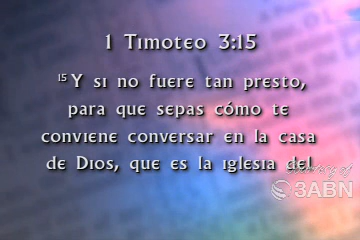 1 Timoteo 3:15
15 Y si no fuere tan presto,
para que sepas cómo te
conviene conversar en la casa
de Dios, que es la iglesia del
3ABN